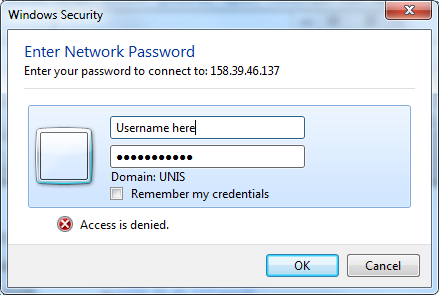 Windows Security
Enter Network Password
Enter your password to connect to: 158.39.46.137
Username here
●●●●●●●●●●●
Domain: UNIS
Remember my credentials
Access is denied.
OK
Cancel